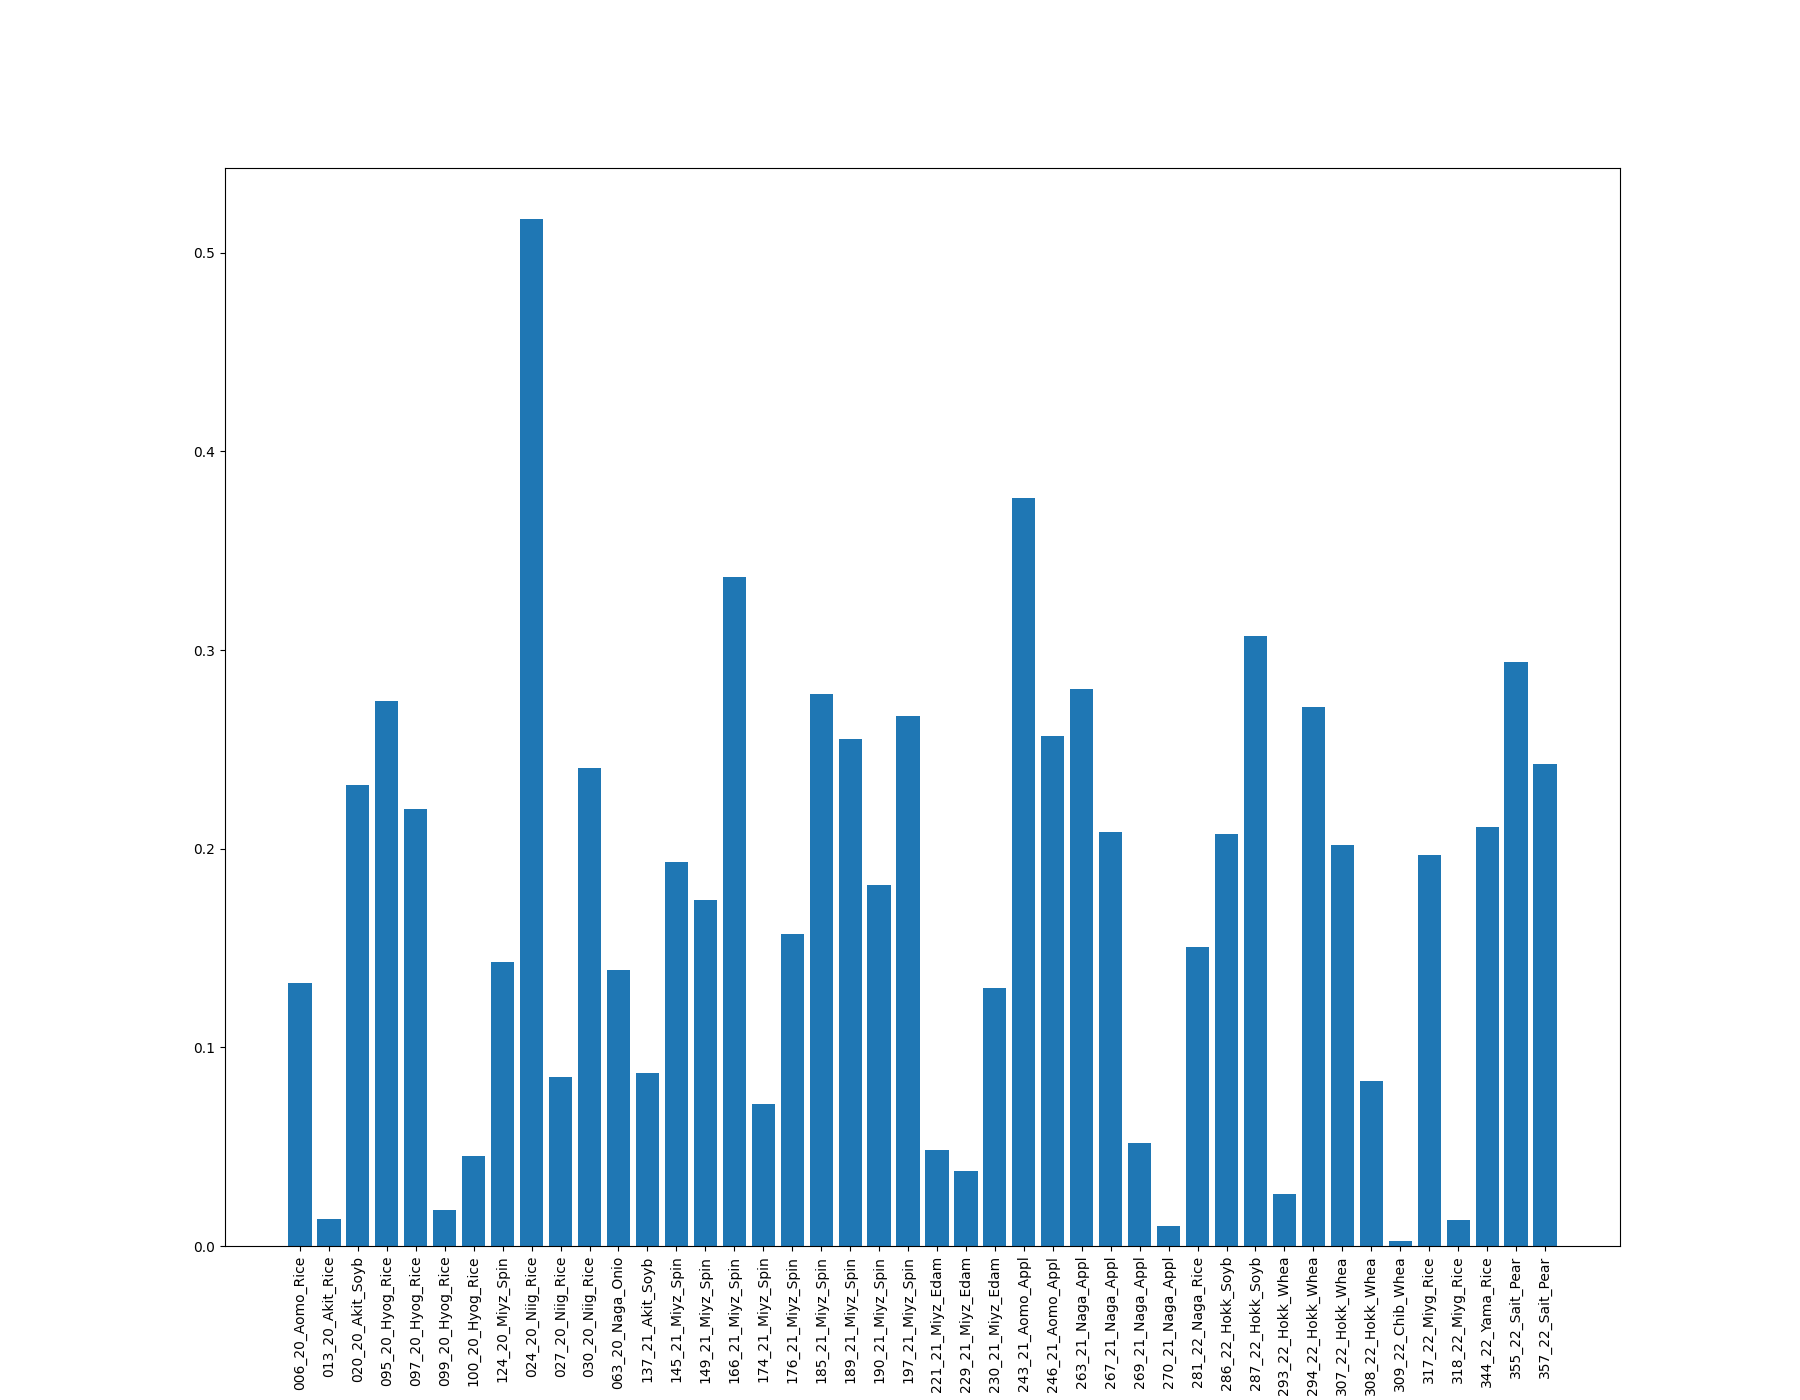 0.5
0.4
0.3
0.2
0.1
0.0
006_20_Aomo_Rice
013_20_Akit_Rice
020_20_Akit_Soyb
095_20_Hyog_Rice
097_20_Hyog_Rice
099_20_Hyog_Rice
100_20_Hyog_Rice
124_20_Miyz_Spin
024_20_Niig_Rice
027_20_Niig_Rice
030_20_Niig_Rice
063_20_Naga_Onio
137_21_Akit_Soyb
145_21_Miyz_Spin
149_21_Miyz_Spin
166_21_Miyz_Spin
174_21_Miyz_Spin
176_21_Miyz_Spin
185_21_Miyz_Spin
189_21_Miyz_Spin
190_21_Miyz_Spin
197_21_Miyz_Spin
221_21_Miyz_Edam
229_21_Miyz_Edam
230_21_Miyz_Edam
243_21_Aomo_Appl
246_21_Aomo_Appl
263_21_Naga_Appl
267_21_Naga_Appl
269_21_Naga_Appl
270_21_Naga_Appl
281_22_Naga_Rice
286_22_Hokk_Soyb
287_22_Hokk_Soyb
293_22_Hokk_Whea
294_22_Hokk_Whea
307_22_Hokk_Whea
308_22_Hokk_Whea
309_22_Chib_Whea
317_22_Miyg_Rice
318_22_Miyg_Rice
344_22_Yama_Rice
355_22_Sait_Pear
357_22_Sait_Pear